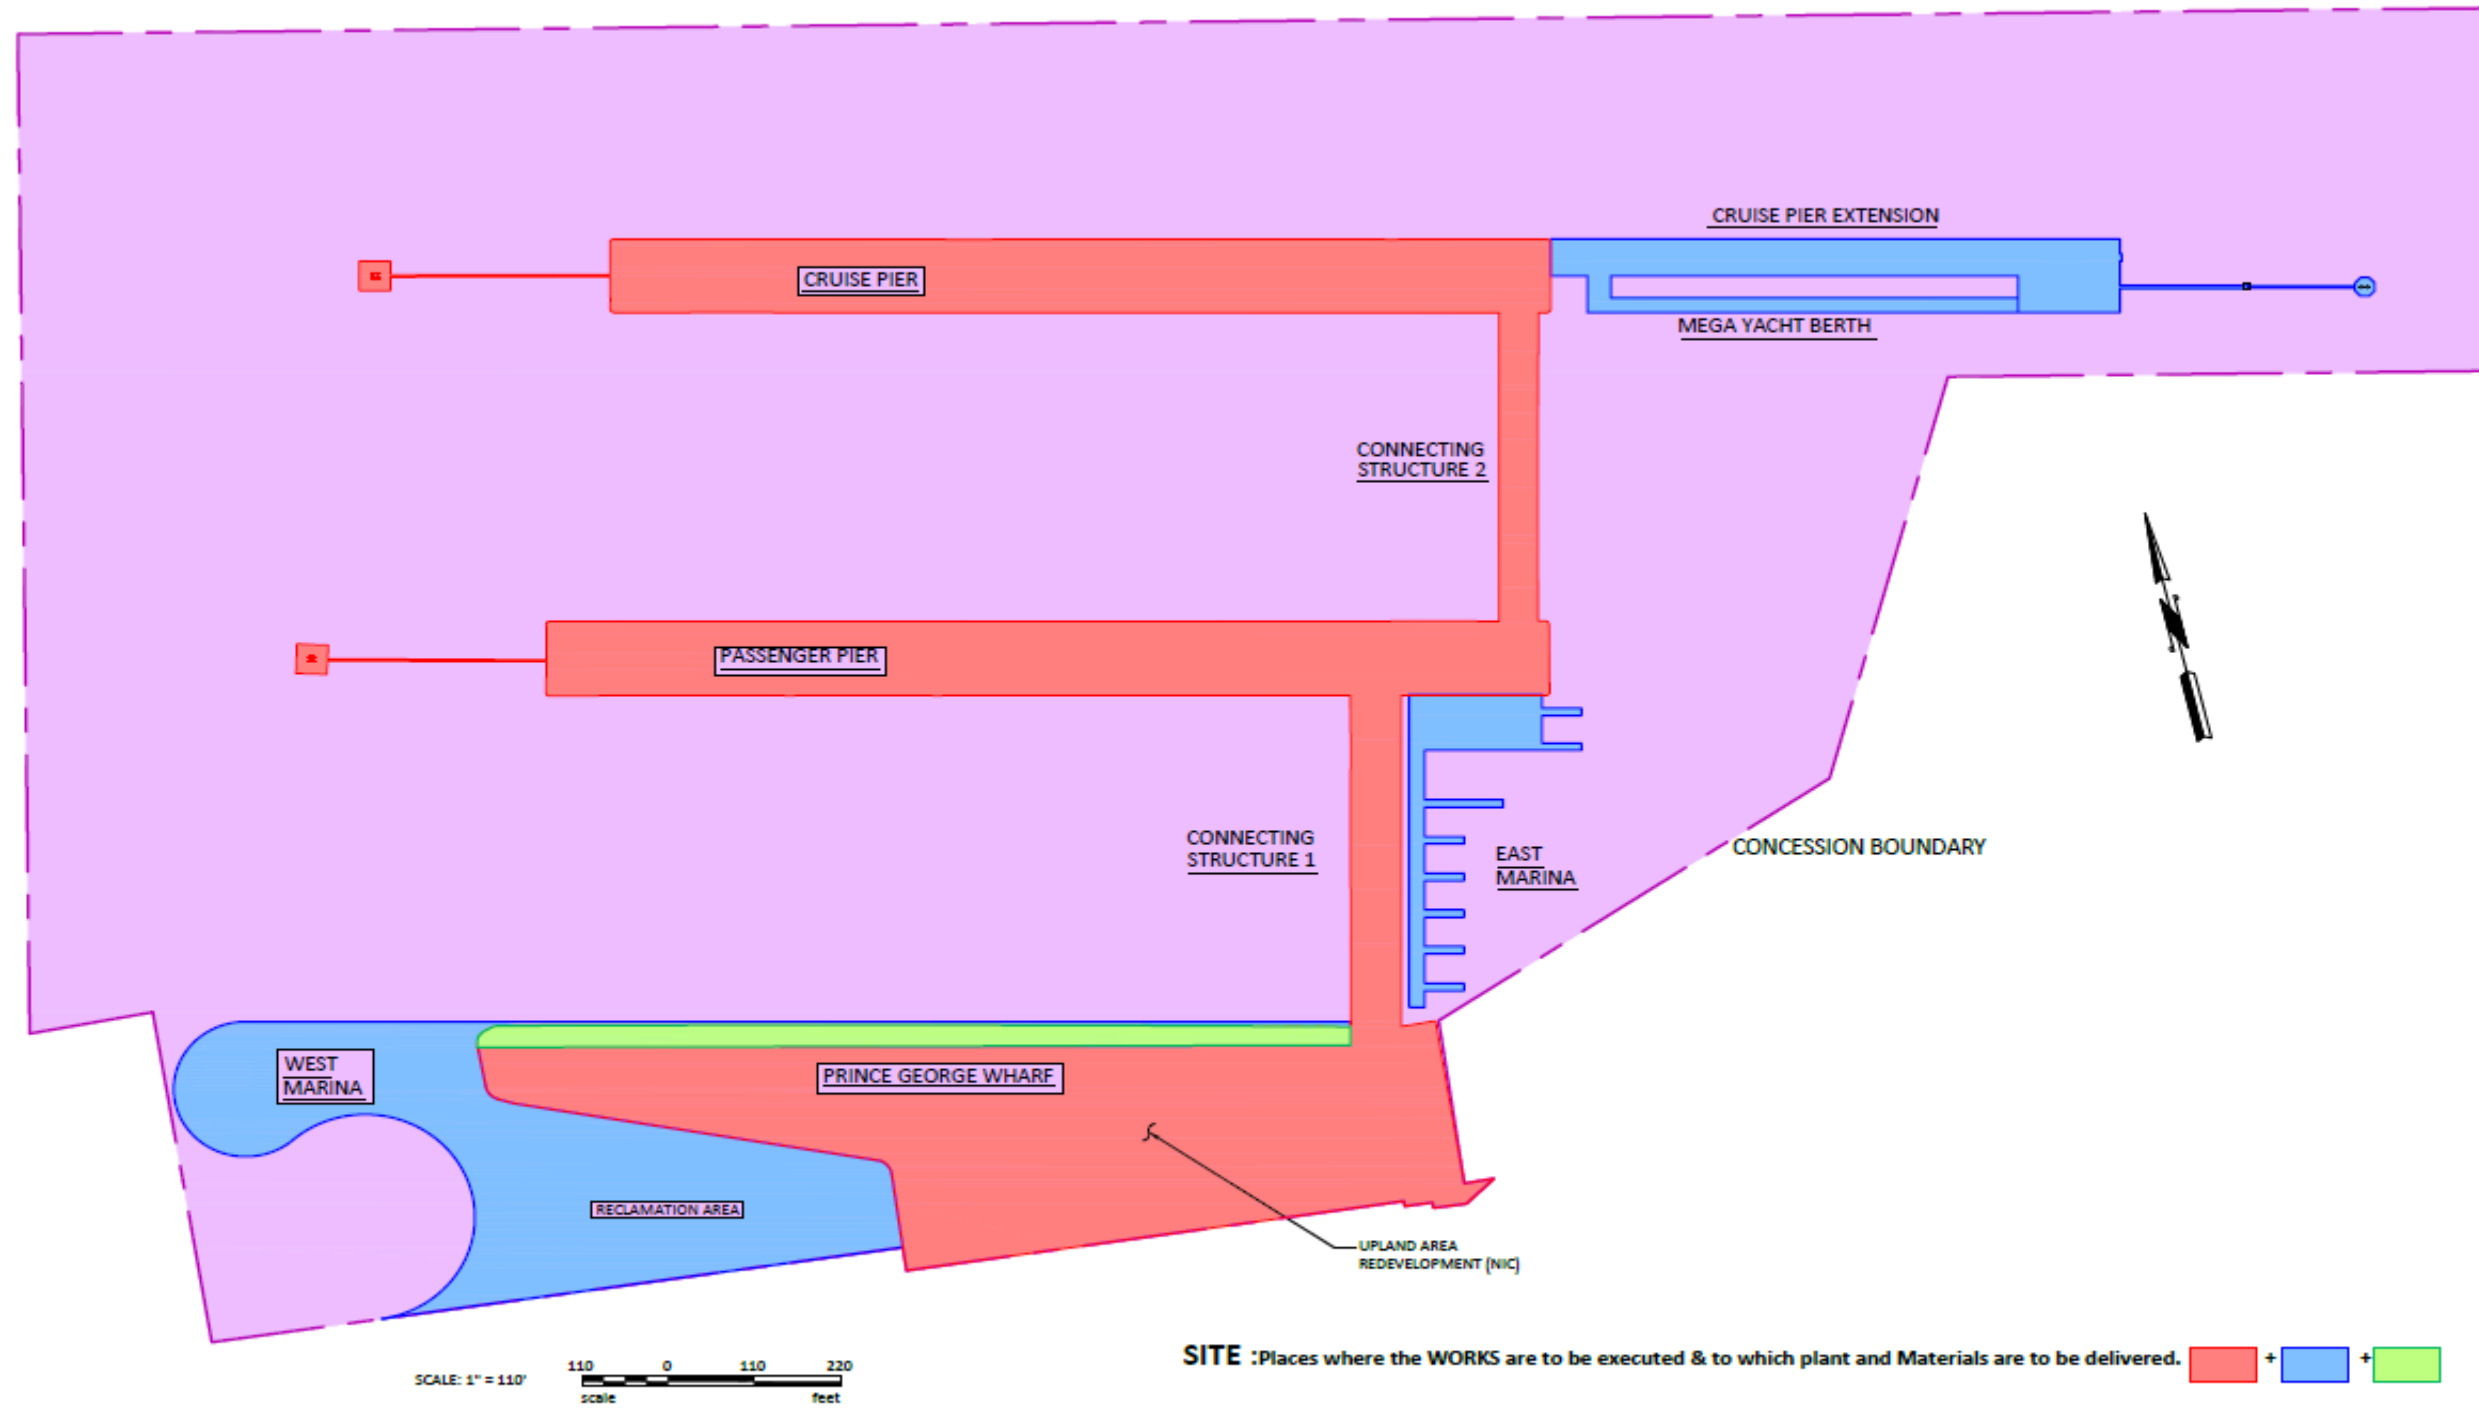 CRUISE PIER EXTENSION
CRUISE PIER
MEGA YACHT BERTH
CONNECTING
STRUCTURE 2
PASSENGER PIER
CONNECTING
STRUCTURE 1
EAST
MARINA
CONCESSION BOUNDARY
WEST
MARINA
PRINCE GEORGE WHARF
RECLAMATION AREA
UPLAND AREA
REDEVELOPMENT (NIC)
SITE :Places where the WORKS are to be executed & to which plant and Materials are to be delivered. + +
SCALE: 1" = 110'
110 0 110 220
scale feet